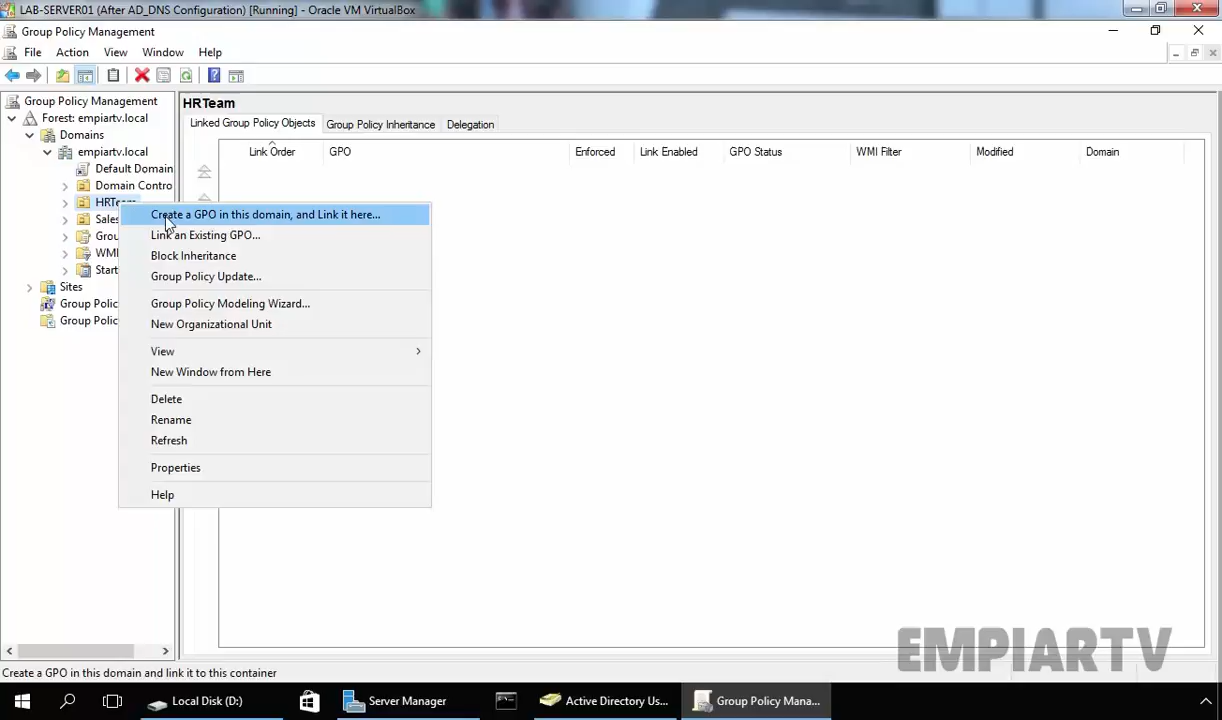 LAB-SERVER01 (After AD_DNS Configuration) [Running] - Oracle VM VirtualBox
Group Policy Management
File Action View Window Help
Group Policy Management
Forest: empiartv.local
Domains
empiartv.local
Default Domain
Domain Contro
HRTeam
Sales
Grou
WMI
Start
Sites
Group Polic
Group Polic
HRTeam
Linked Group Policy Objects Group Policy Inheritance Delegation
Link Order GPO Enforced Link Enabled GPO Status WMI Filter Modified Domain
Create a GPO in this domain, and Link it here...
Link an Existing GPO...
Block Inheritance
Group Policy Update...
Group Policy Modeling Wizard...
New Organizational Unit
View
New Window from Here
Delete
Rename
Refresh
Properties
Help
EMPIARTV
Create a GPO in this domain and link it to this container
Local Disk (D:) Server Manager Active Directory Us... Group Policy Mana...